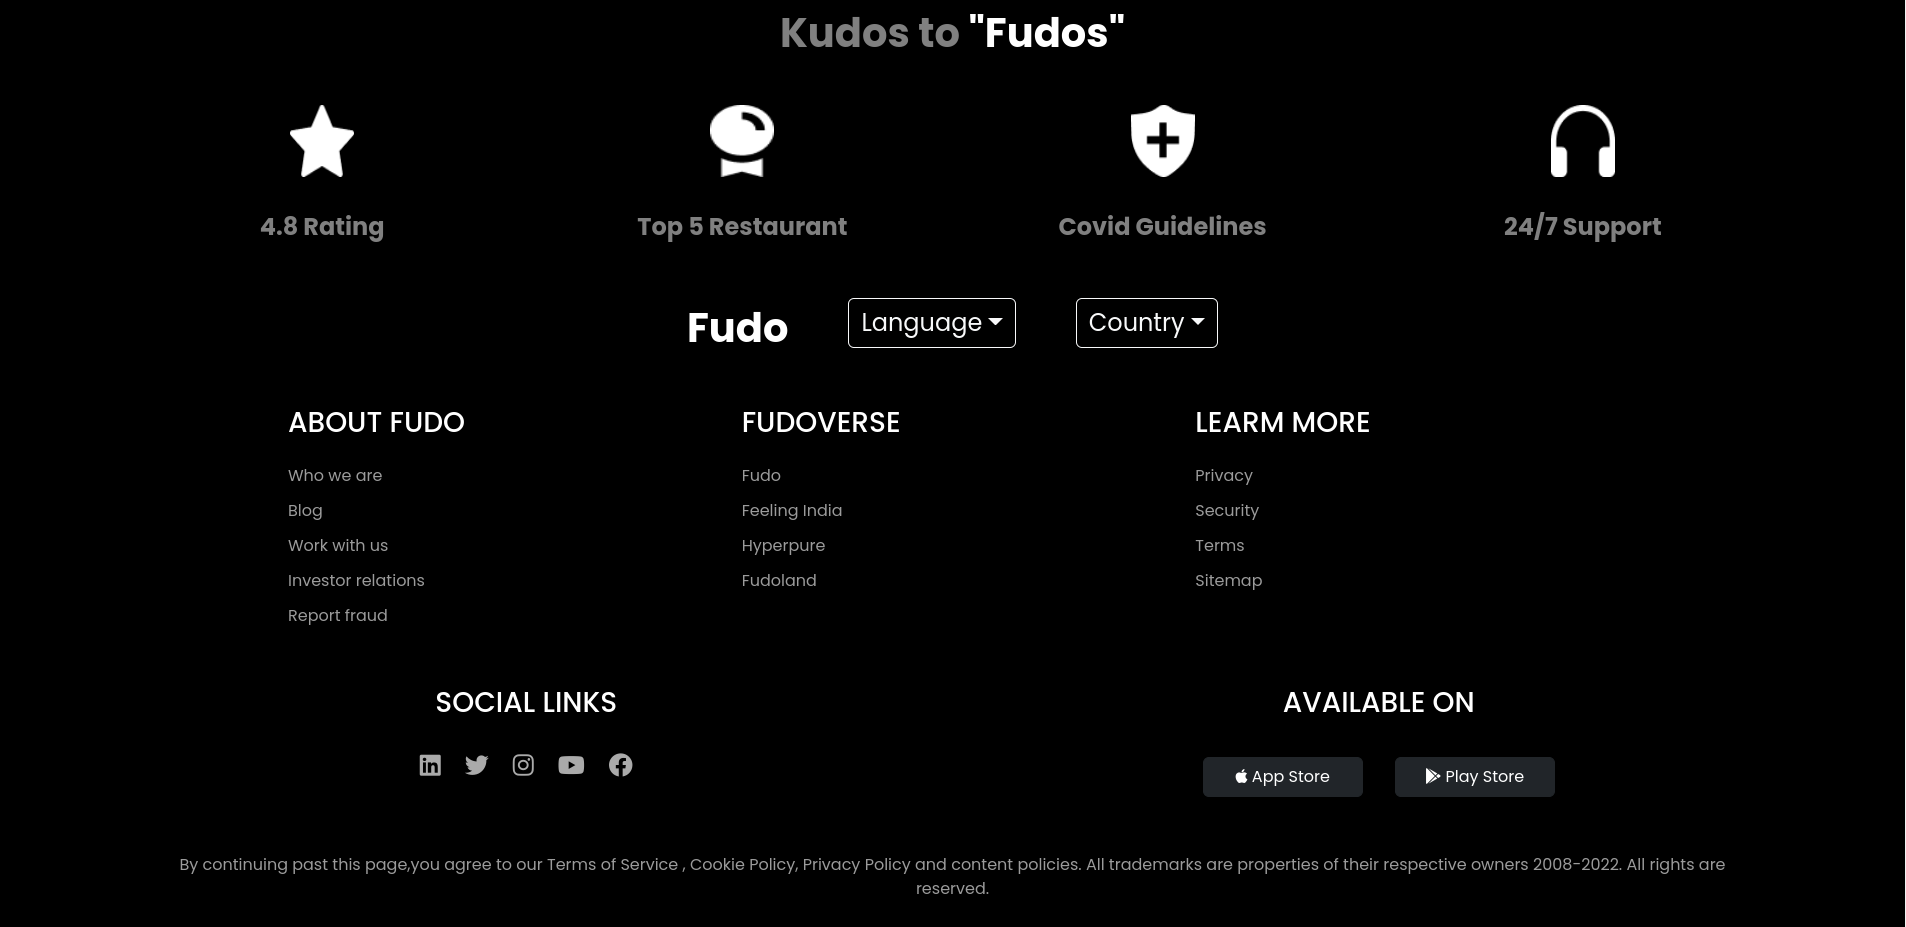 Kudos to "Fudos"
4.8 Rating
Top 5 Restaurant
Covid Guidelines
24/7 Support
Fudo
Language
Country
ABOUT FUDO
Who we are
Blog
Work with us
Investor relations
Report fraud
FUDOVERSE
Fudo
Feeling India
Hyperpure
Fudoland
LEARM MORE
Privacy
Security
Terms
Sitemap
SOCIAL LINKS
AVAILABLE ON
App Store
Play Store
By continuing past this page,you agree to our Terms of Service , Cookie Policy, Privacy Policy and content policies. All trademarks are properties of their respective owners 2008-2022. All rights are
reserved.